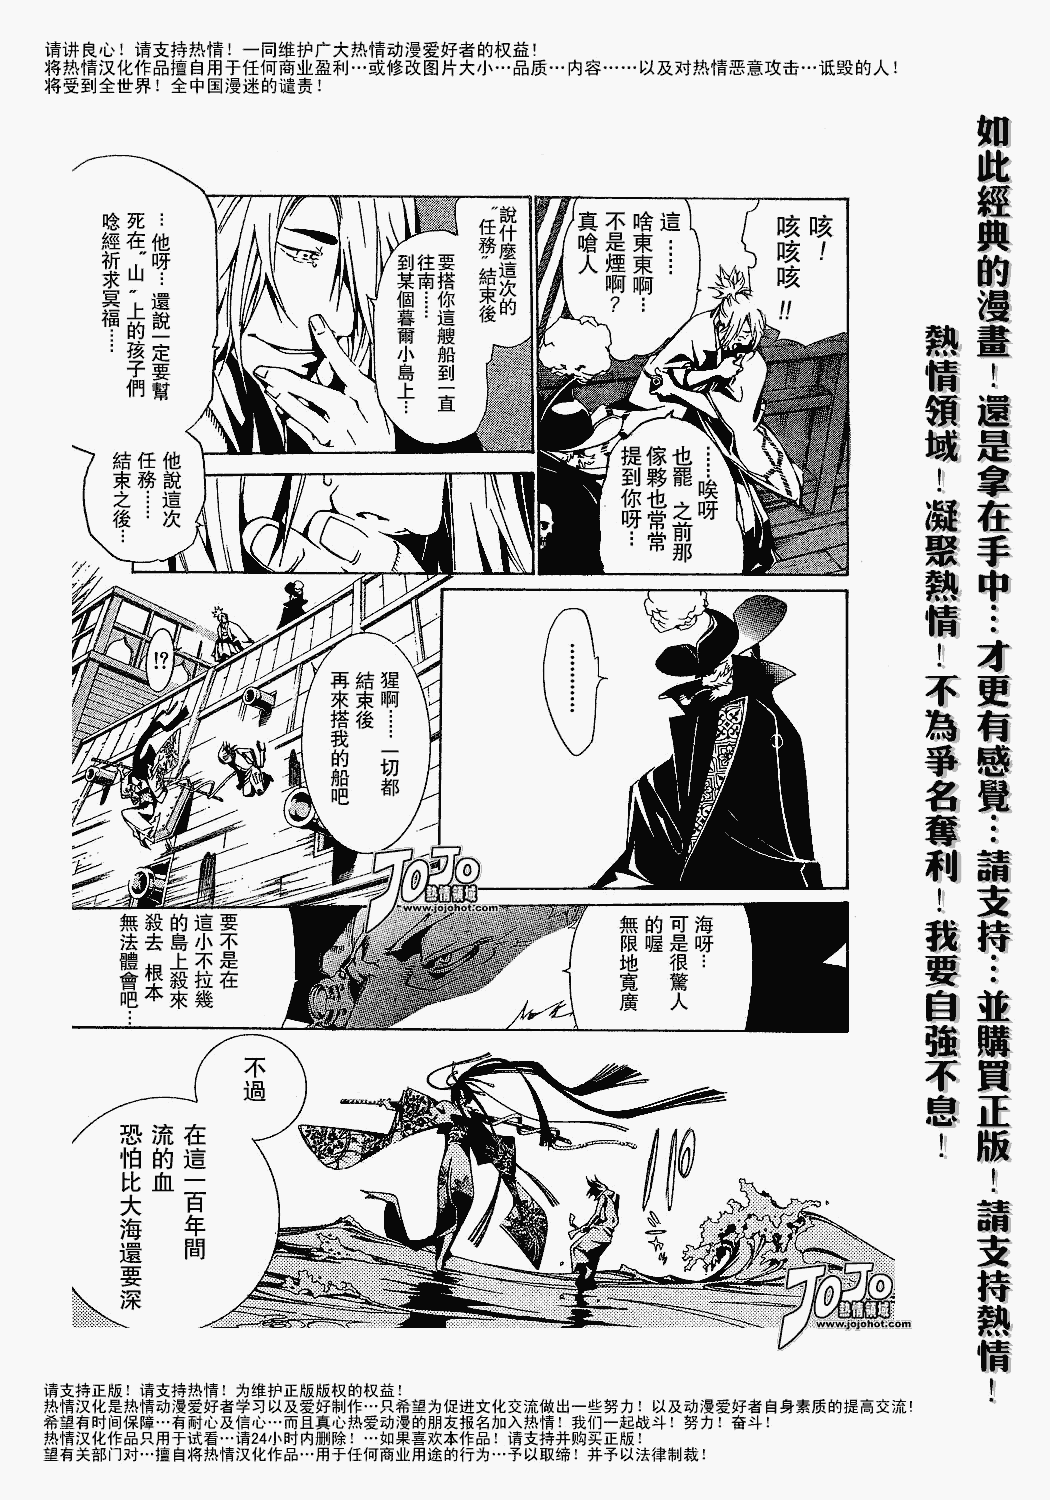 请讲良心！请支持热情！一同维护广大热情动漫爱好者的权益！
将热情汉化作品擅自用于任何商业盈利…或修改图片大小…品质…内容……以及对热情恶意攻击…诋毁的人！
将受到全世界！全中国漫迷的谴责！
如此經典的漫畫！還是拿在手中…才更有感覺…請支持…並購買正版！請支持熱情！
熱情領域！凝聚熱情！不為爭名奪利！我要自強不息！
咳！
咳咳咳!!
這……
啥東東啊…
不是煙啊？
真嗆人
……唉呀
也罷 之前那
傢夥也常常
提到你呀…
說什麼這次的
"任務"結束後
要搭你這艘船到一直
往南……
到某個暮爾小島上…
…他呀…還說一定要幫
死在"山"上的孩子們
唸經祈求冥福……
他說這次
任務……
結束之後…
…………
!?
猩啊……一切都
結束後
再來搭我的船吧
JOJO
熱情領域
www.jojohot.com
海呀…
可是很驚人
的喔
無限地寬廣
要不是在
這小不拉幾
的島上殺來
殺去 根本
無法體會吧…
不過
在這一百年間
流的血
恐怕比大海還要深
JOJO
熱情領域
www.jojohot.com
请支持正版！请支持热情！为维护正版版权的权益！
热情汉化是热情动漫爱好者学习以及爱好制作…只希望为促进文化交流做出一些努力！以及动漫爱好者自身素质的提高交流！
希望有时间保障…有耐心及信心…而且真心热爱动漫的朋友报名加入热情！我们一起战斗！努力！奋斗！
热情汉化作品只用于试看…请24小时内删除！…如果喜欢本作品！请支持并购买正版！
望有关部门对…擅自将热情汉化作品…用于任何商业用途的行为…予以取缔！并予以法律制裁！